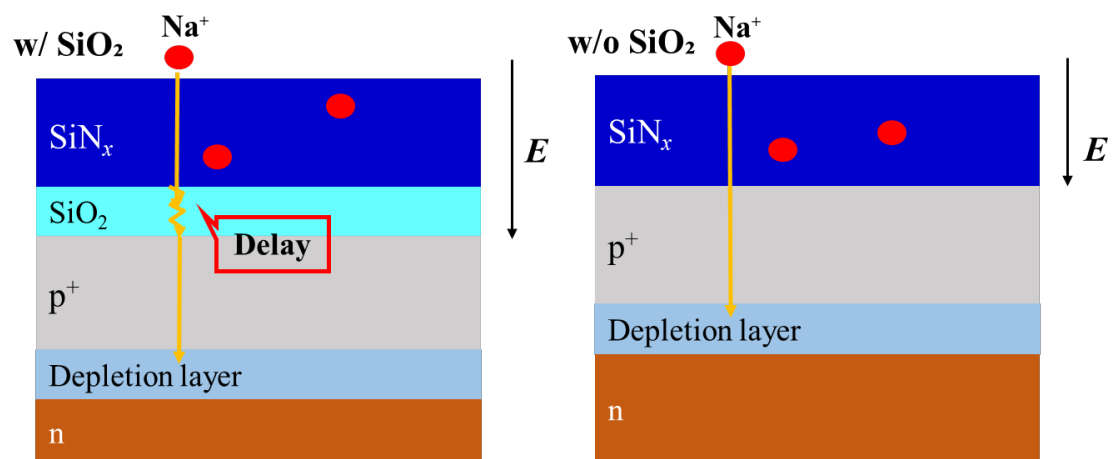 w/ SiO₂
Na⁺
SiNₓ
E
SiO₂
Delay
p⁺
Depletion layer
n
w/o SiO₂
Na⁺
SiNₓ
E
p⁺
Depletion layer
n